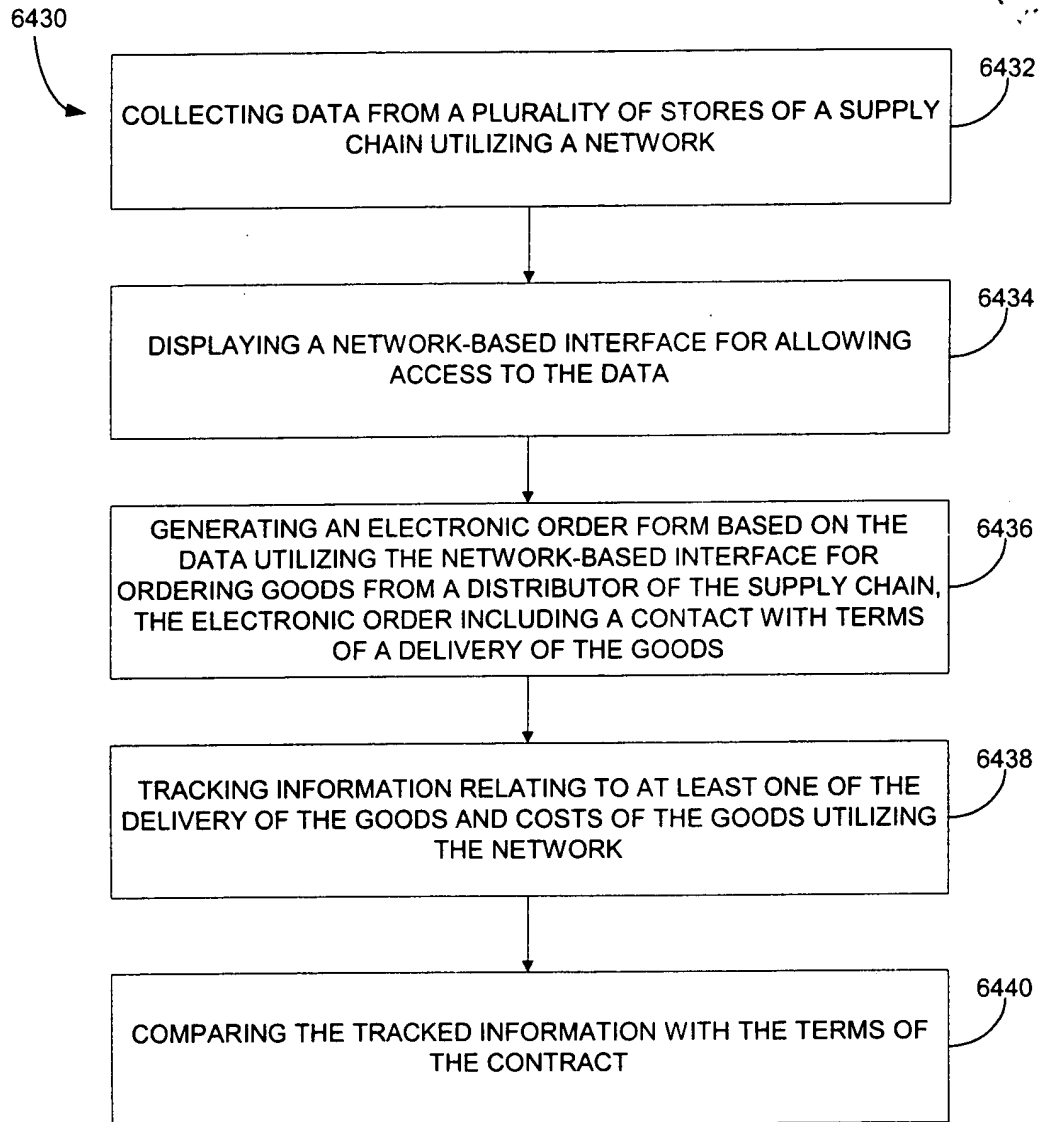 6430
6432
COLLECTING DATA FROM A PLURALITY OF STORES OF A SUPPLY
CHAIN UTILIZING A NETWORK
6434
DISPLAYING A NETWORK-BASED INTERFACE FOR ALLOWING
ACCESS TO THE DATA
6436
GENERATING AN ELECTRONIC ORDER FORM BASED ON THE
DATA UTILIZING THE NETWORK-BASED INTERFACE FOR
ORDERING GOODS FROM A DISTRIBUTOR OF THE SUPPLY CHAIN,
THE ELECTRONIC ORDER INCLUDING A CONTACT WITH TERMS
OF A DELIVERY OF THE GOODS
6438
TRACKING INFORMATION RELATING TO AT LEAST ONE OF THE
DELIVERY OF THE GOODS AND COSTS OF THE GOODS UTILIZING
THE NETWORK
6440
COMPARING THE TRACKED INFORMATION WITH THE TERMS OF
THE CONTRACT